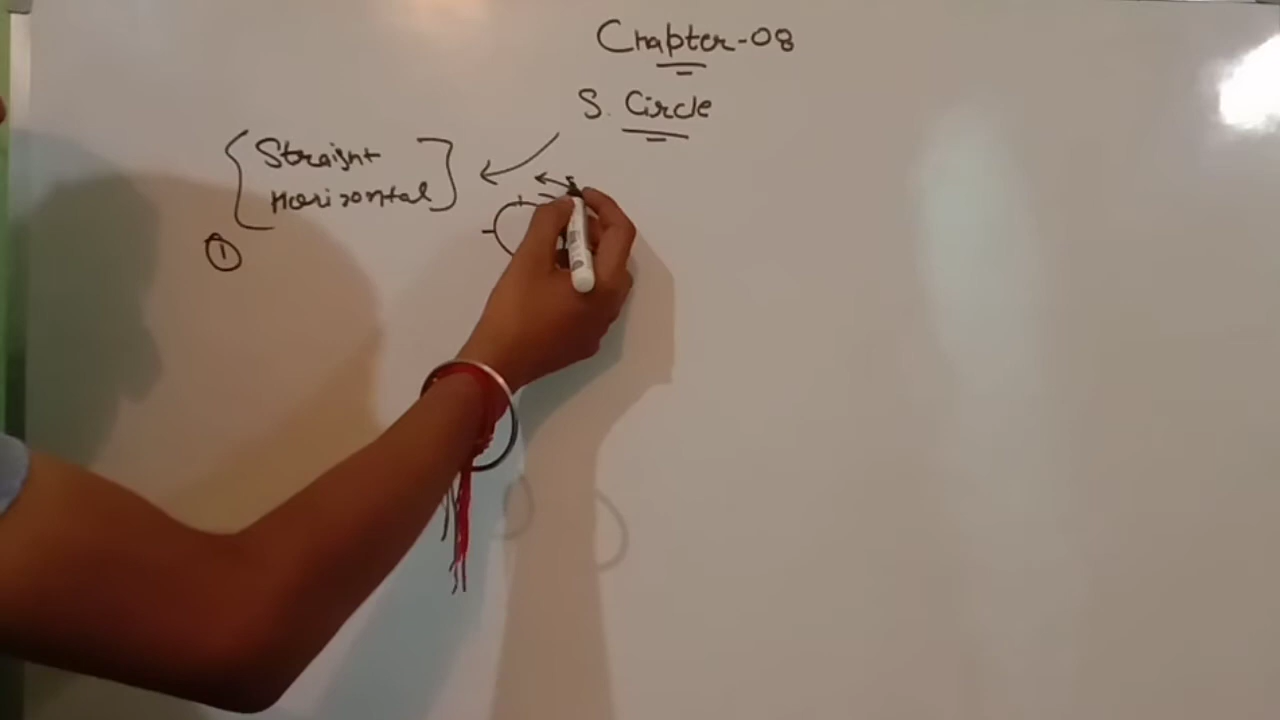 Chapter-08
S. Circle
Straight
Horizontal
①